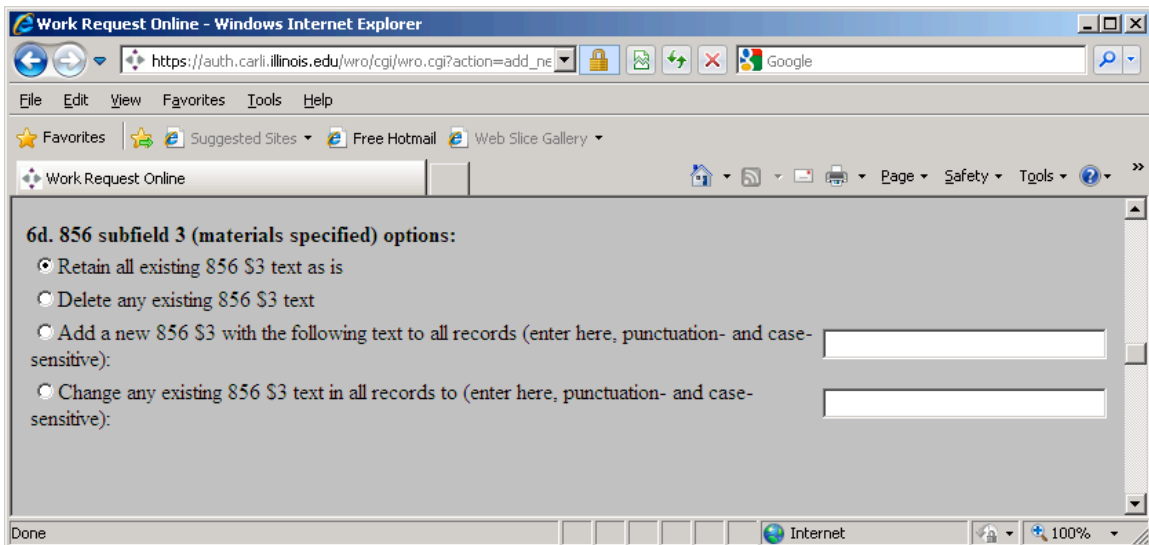 Work Request Online - Windows Internet Explorer
https://auth.carli.illinois.edu/wro/cgi/wro.cgi?action=add_ne
Google
File Edit View Favorites Tools Help
Favorites Suggested Sites Free Hotmail Web Slice Gallery
Work Request Online Page Safety Tools »
6d. 856 subfield 3 (materials specified) options:
Retain all existing 856 $3 text as is
Delete any existing 856 $3 text
Add a new 856 $3 with the following text to all records (enter here, punctuation- and case-
sensitive):
Change any existing 856 $3 text in all records to (enter here, punctuation- and case-
sensitive):
Done Internet 100%